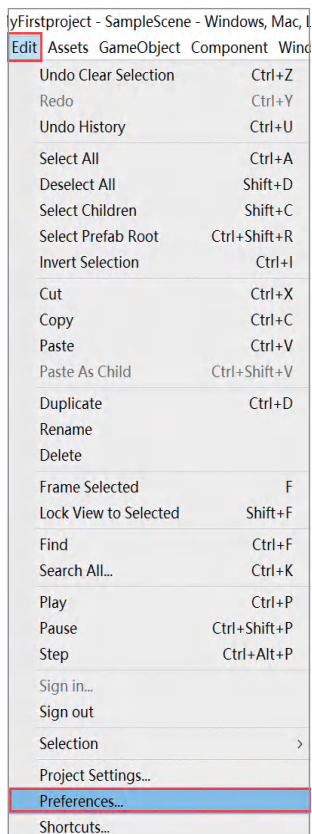 yFirstproject - SampleScene - Windows, Mac, L
Edit Assets GameObject Component Wind
Undo Clear Selection Ctrl+Z
Redo Ctrl+Y
Undo History Ctrl+U
Select All Ctrl+A
Deselect All Shift+D
Select Children Shift+C
Select Prefab Root Ctrl+Shift+R
Invert Selection Ctrl+I
Cut Ctrl+X
Copy Ctrl+C
Paste Ctrl+V
Paste As Child Ctrl+Shift+V
Duplicate Ctrl+D
Rename
Delete
Frame Selected F
Lock View to Selected Shift+F
Find Ctrl+F
Search All... Ctrl+K
Play Ctrl+P
Pause Ctrl+Shift+P
Step Ctrl+Alt+P
Sign in...
Sign out
Selection >
Project Settings...
Preferences...
Shortcuts...